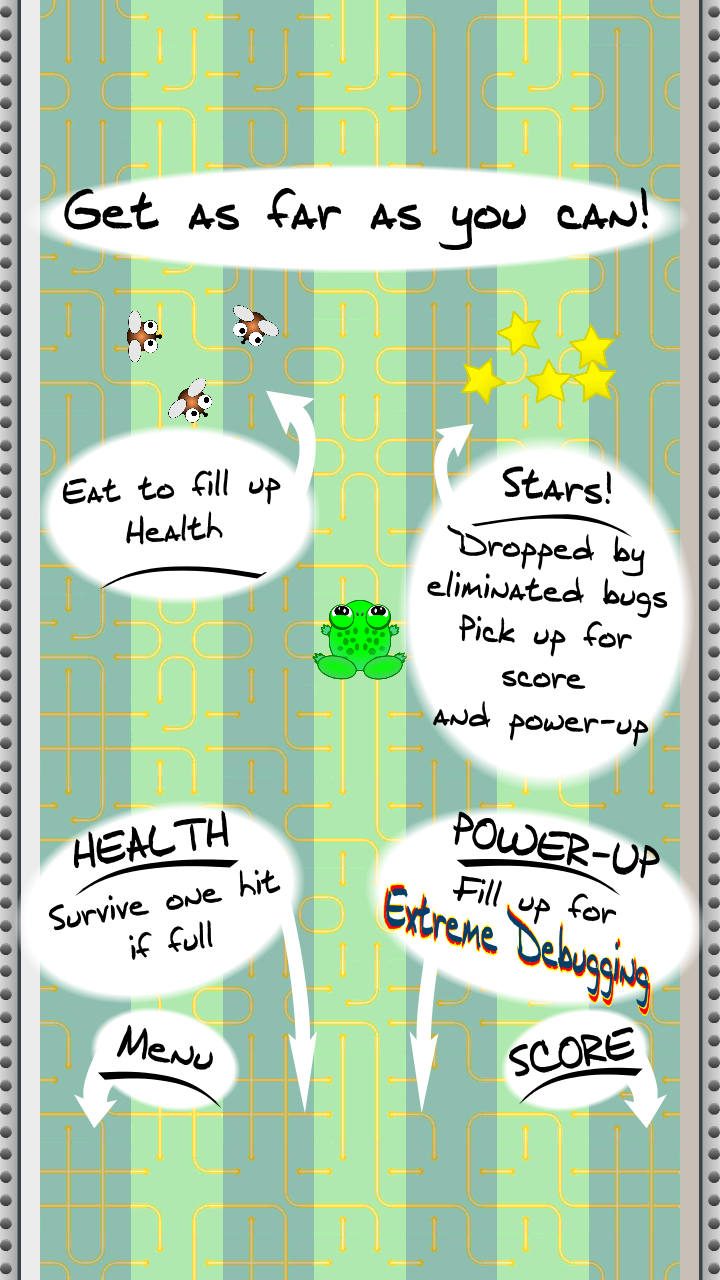 Get as far as you can!
Eat to fill up
Health
Stars!
Dropped by
eliminated bugs
Pick up for
score
and power-up
HEALTH
Survive one hit
if full
POWER-UP
Fill up for
Extreme Debugging
Menu
SCORE